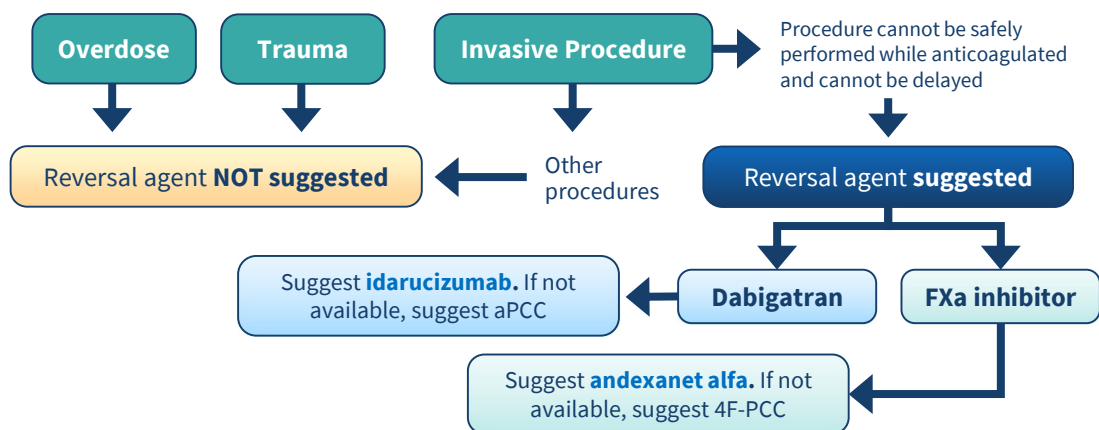 Overdose
Trauma
Invasive Procedure
Procedure cannot be safely
performed while anticoagulated
and cannot be delayed
Reversal agent NOT suggested
Other
procedures
Reversal agent suggested
Suggest idarucizumab. If not
available, suggest aPCC
Dabigatran
FXa inhibitor
Suggest andexanet alfa. If not
available, suggest 4F-PCC